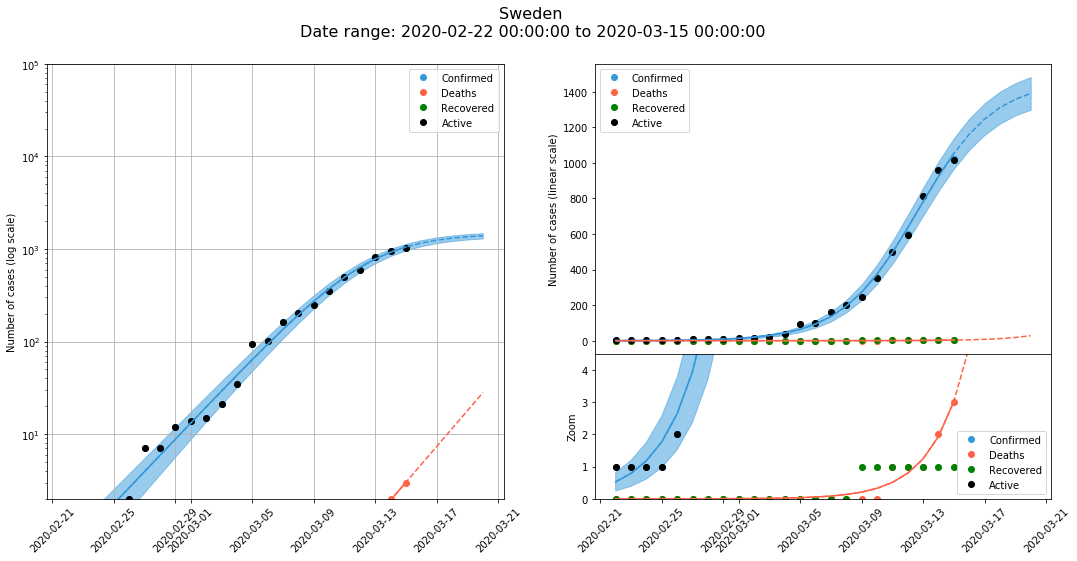 Sweden
Date range: 2020-02-22 00:00:00 to 2020-03-15 00:00:00
Number of cases (log scale)
10^5
10^4
10^3
10^2
10^1
Confirmed
Deaths
Recovered
Active
2020-02-21
2020-02-25
2020-02-29
2020-03-01
2020-03-05
2020-03-09
2020-03-13
2020-03-17
2020-03-21
Number of cases (linear scale)
1400
1200
1000
800
600
400
200
0
Confirmed
Deaths
Recovered
Active
Zoom
4
3
2
1
0
Confirmed
Deaths
Recovered
Active
2020-02-21
2020-02-25
2020-02-29
2020-03-01
2020-03-05
2020-03-09
2020-03-13
2020-03-17
2020-03-21